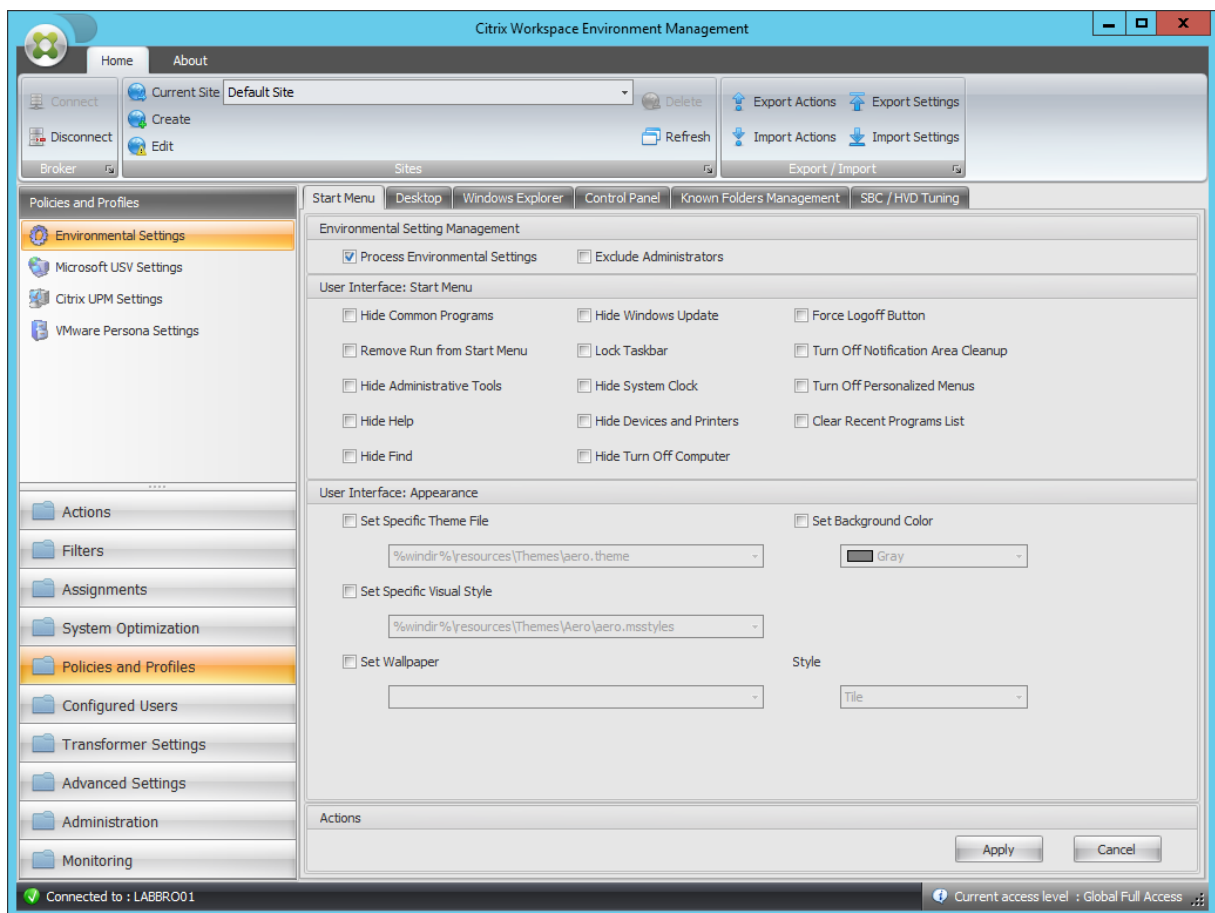 Citrix Workspace Environment Management
Home About
Connect
Disconnect
Broker
Current Site Default Site
Create
Edit
Delete
Refresh
Sites
Export Actions Export Settings
Import Actions Import Settings
Export / Import
Policies and Profiles
Environmental Settings
Microsoft USV Settings
Citrix UPM Settings
VMware Persona Settings
Actions
Filters
Assignments
System Optimization
Policies and Profiles
Configured Users
Transformer Settings
Advanced Settings
Administration
Monitoring
Start Menu Desktop Windows Explorer Control Panel Known Folders Management SBC / HVD Tuning
Environmental Setting Management
Process Environmental Settings Exclude Administrators
User Interface: Start Menu
Hide Common Programs Hide Windows Update Force Logoff Button
Remove Run from Start Menu Lock Taskbar Turn Off Notification Area Cleanup
Hide Administrative Tools Hide System Clock Turn Off Personalized Menus
Hide Help Hide Devices and Printers Clear Recent Programs List
Hide Find Hide Turn Off Computer
User Interface: Appearance
Set Specific Theme File Set Background Color
%windir%\resources\Themes\aero.theme Gray
Set Specific Visual Style
%windir%\resources\Themes\Aero\aero.msstyles
Set Wallpaper Style
Tile
Actions
Apply Cancel
Connected to : LABBRO01
Current access level : Global Full Access